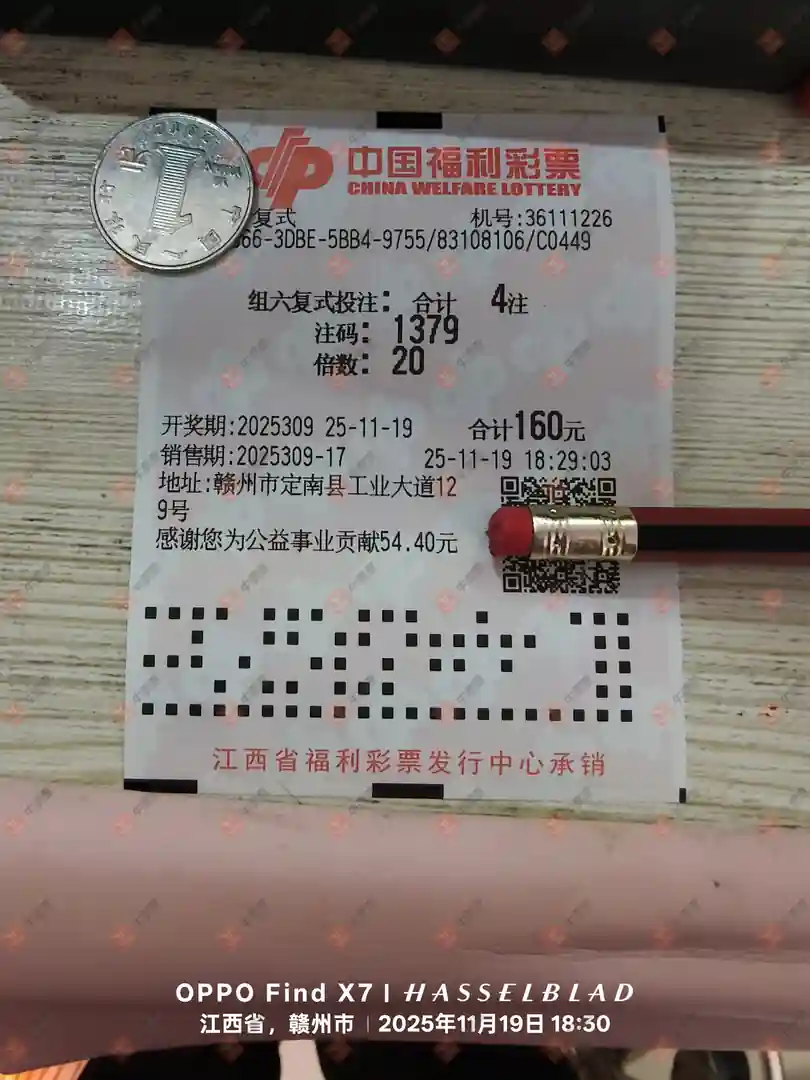 中国福利彩票
CHINA WELFARE LOTTERY
复式 机号:36111226
66-3DBE-5BB4-9755/83108106/C0449
组六复式投注: 合计 4注
注码: 1379
倍数: 20
开奖期:2025309 25-11-19 合计160元
销售期:2025309-17 25-11-19 18:29:03
地址:赣州市定南县工业大道12
9号
感谢您为公益事业贡献54.40元
江西省福利彩票发行中心承销
OPPO Find X7 | HASSELBLAD
江西省，赣州市 | 2025年11月19日 18:30